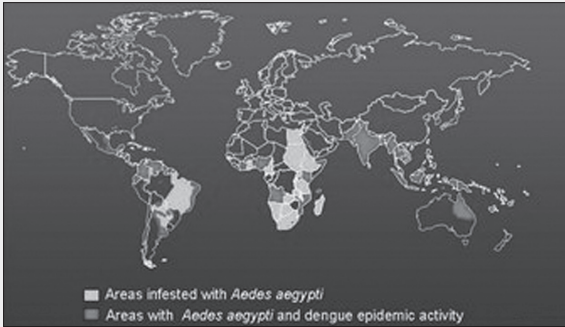 Areas infested with Aedes aegypti
Areas with Aedes aegypti and dengue epidemic activity